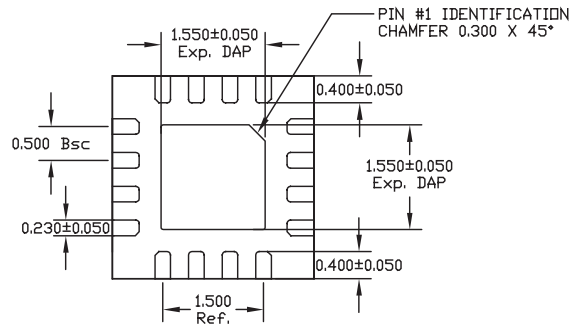 PIN #1 IDENTIFICATION
CHAMFER 0.300 X 45°
1.550±0.050
Exp. DAP
0.400±0.050
0.500 Bsc
1.550±0.050
Exp. DAP
0.230±0.050
0.400±0.050
1.500
Ref.